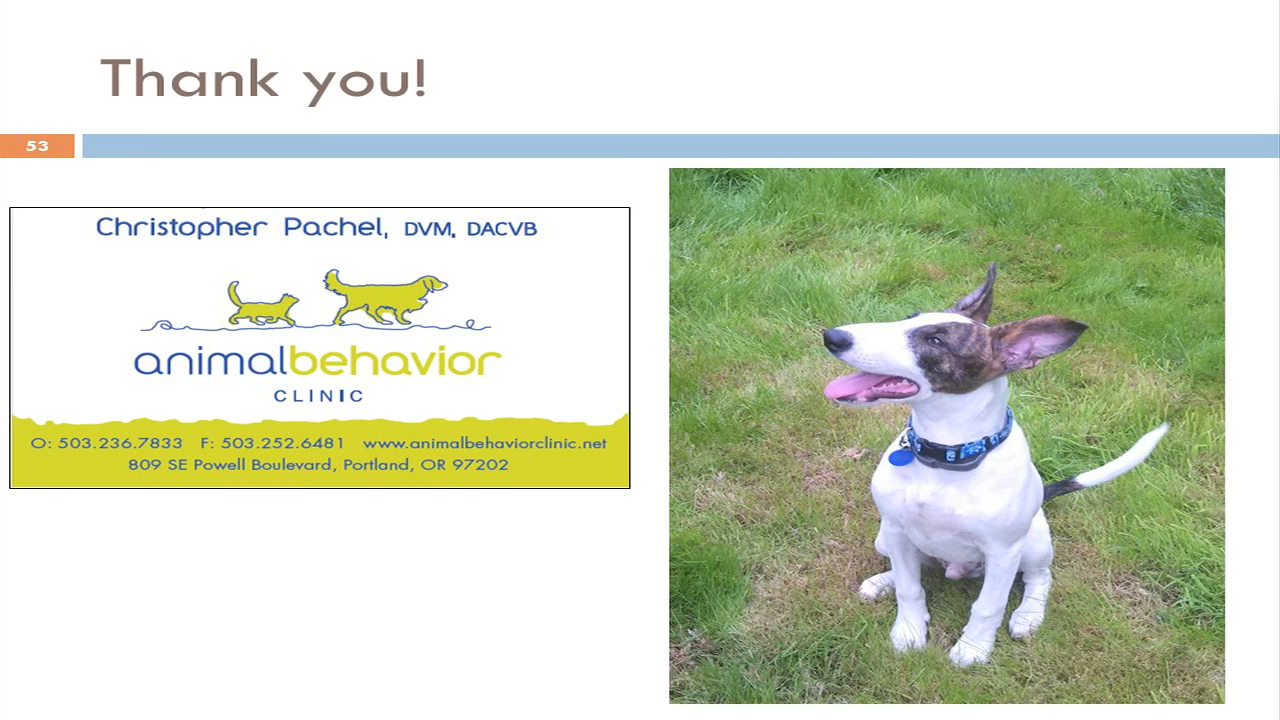 Thank you!
53
Christopher Pachel, DVM, DACVB
animalbehavior
CLINIC
O: 503.236.7833 F: 503.252.6481 www.animalbehaviorclinic.net
809 SE Powell Boulevard, Portland, OR 97202